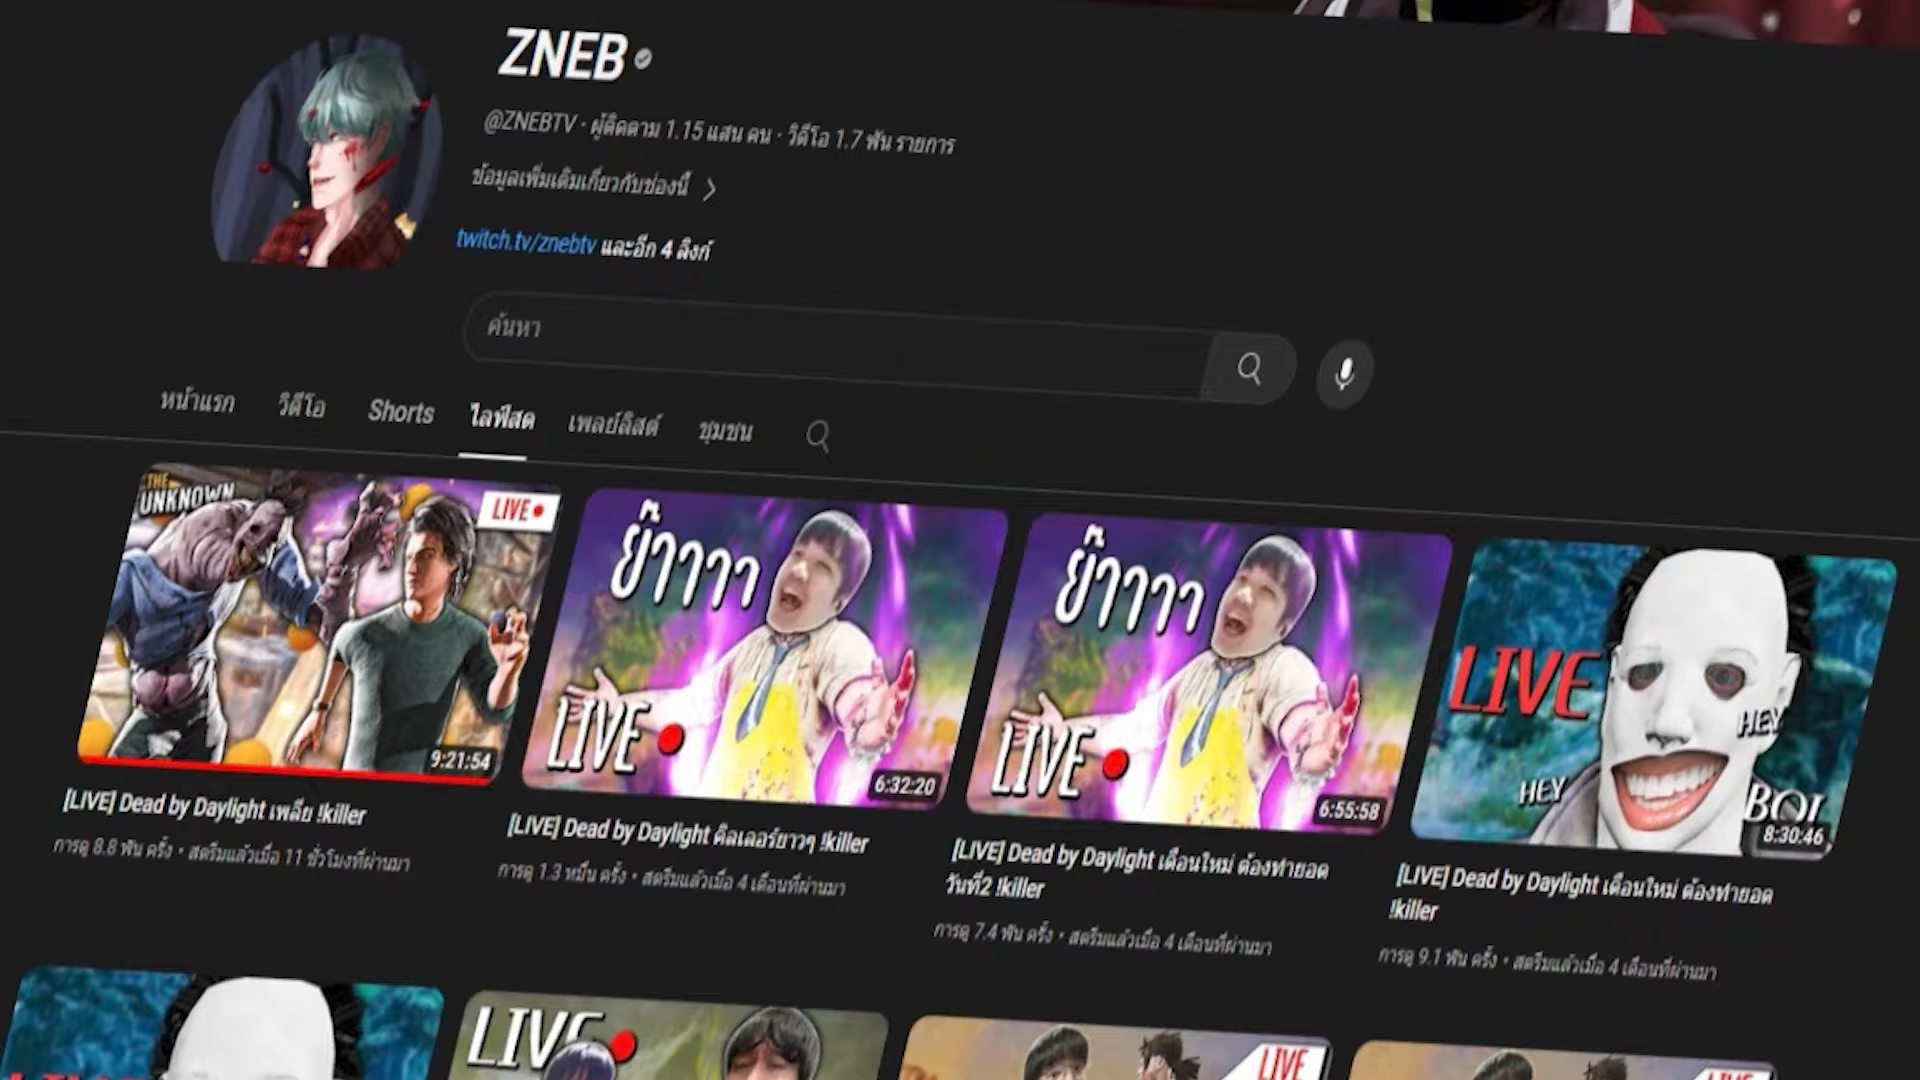 ZNEB
@ZNEBTV · ผู้ติดตาม 1.15 แสน คน · วิดีโอ 1.7 พัน รายการ
ข้อมูลเพิ่มเติมเกี่ยวกับช่องนี้
twitch.tv/znebtv และอีก 4 ลิงก์
ค้นหา
หน้าแรก วิดีโอ Shorts ไลฟ์สด เพลย์ลิสต์ ชุมชน
THE
UNKNOWN
LIVE
9:21:54
[LIVE] Dead by Daylight เพลีย !killer
การดู 8.8 พัน ครั้ง • สตรีมแล้วเมื่อ 11 ชั่วโมงที่ผ่านมา
ย๊าาาา
LIVE
6:32:20
[LIVE] Dead by Daylight คิลเลอร์ยาวๆ !killer
การดู 1.3 หมื่น ครั้ง • สตรีมแล้วเมื่อ 4 เดือนที่ผ่านมา
ย๊าาาา
LIVE
6:55:58
[LIVE] Dead by Daylight เดือนใหม่ ต้องทำยอด
วันที่2 !killer
การดู 7.4 พัน ครั้ง • สตรีมแล้วเมื่อ 4 เดือนที่ผ่านมา
LIVE
HEY
HEY
BOI
8:30:46
[LIVE] Dead by Daylight เดือนใหม่ ต้องทำยอด
!killer
การดู 9.1 พัน ครั้ง • สตรีมแล้วเมื่อ 4 เดือนที่ผ่านมา
LIVE
LIVE